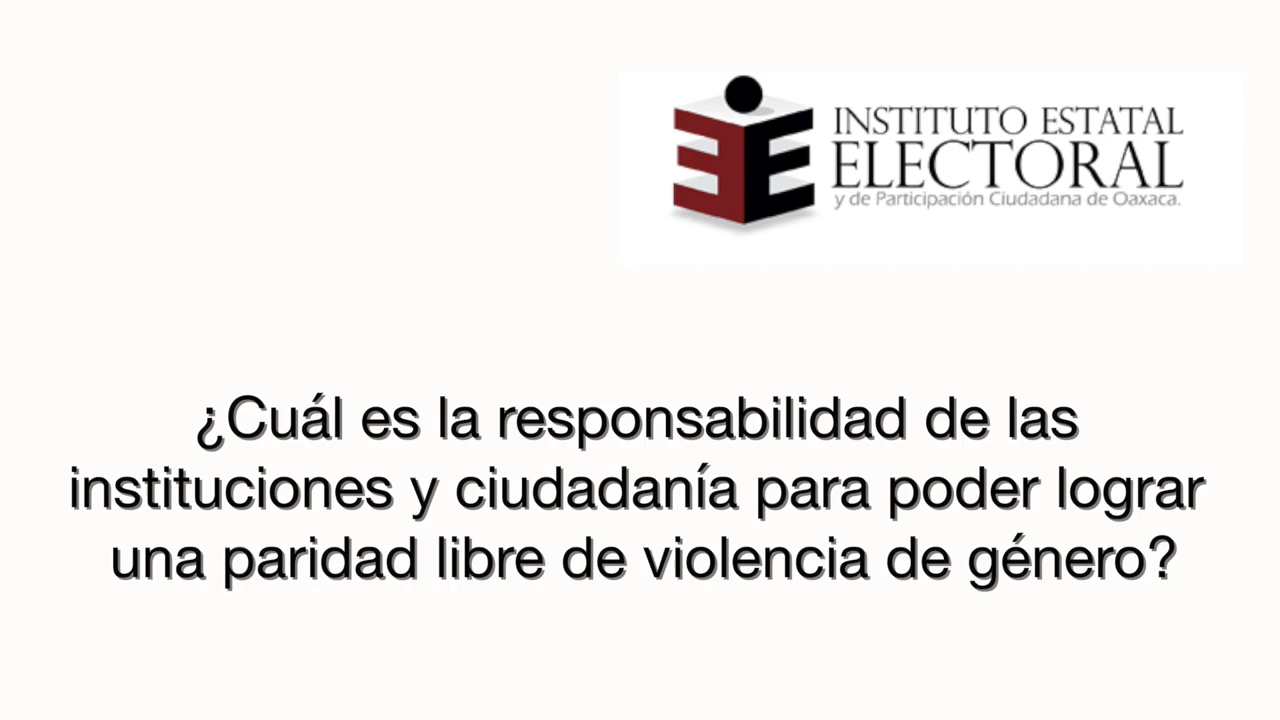 INSTITUTO ESTATAL
ELECTORAL
y de Participación Ciudadana de Oaxaca.
¿Cuál es la responsabilidad de las
instituciones y ciudadanía para poder lograr
una paridad libre de violencia de género?